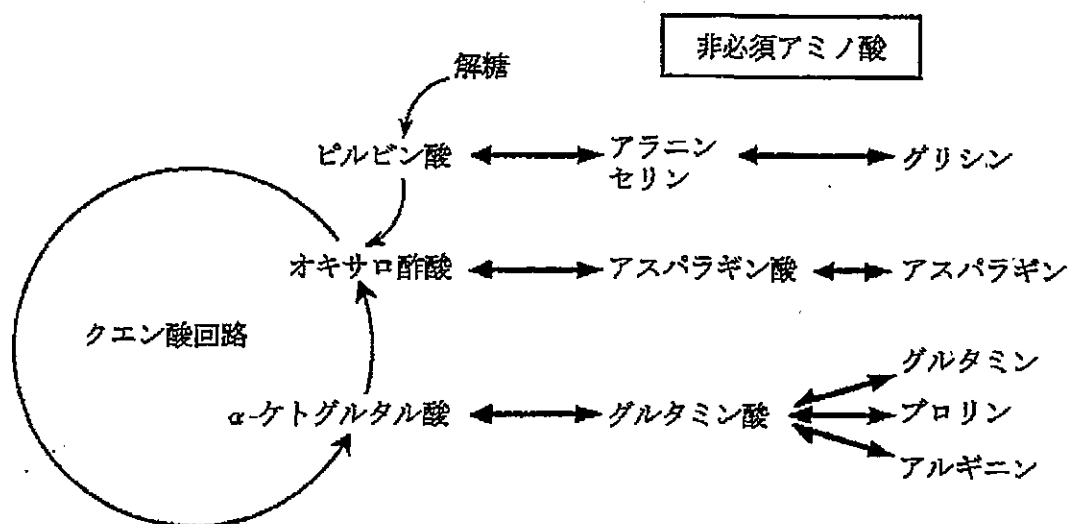 非必須アミノ酸
解糖
ピルビン酸
アラニン
セリン
グリシン
オキサロ酢酸
アスパラギン酸
アスパラギン
クエン酸回路
α-ケトグルタル酸
グルタミン酸
グルタミン
プロリン
アルギニン